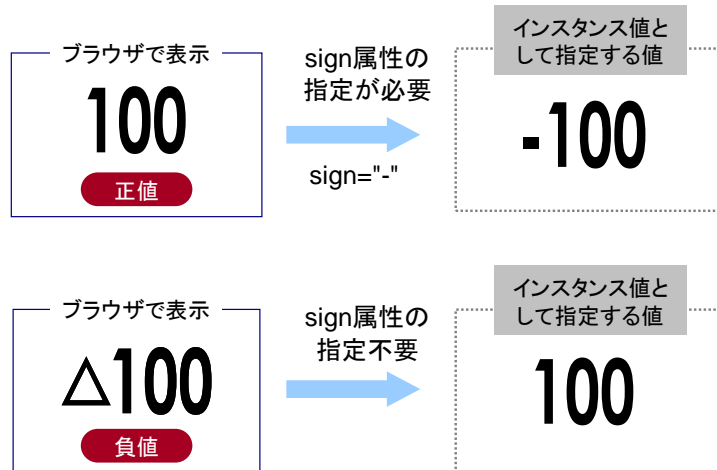 ブラウザで表示
100
正値
sign属性の
指定が必要
sign="-"
インスタンス値と
して指定する値
-100
ブラウザで表示
△100
負値
sign属性の
指定不要
インスタンス値と
して指定する値
100